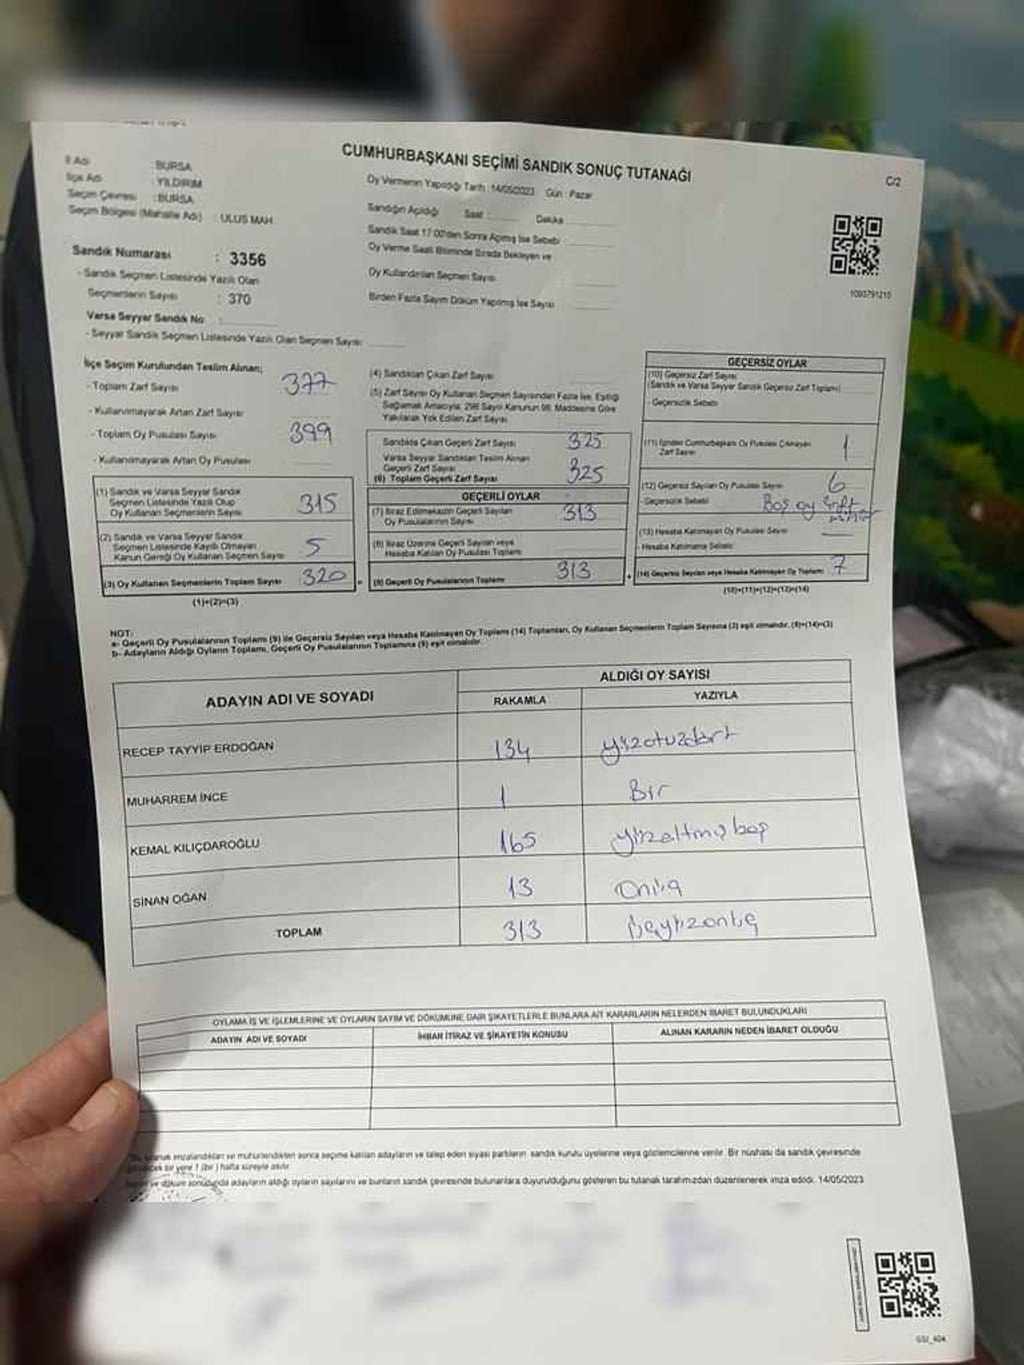 CUMHURBAŞKANI SEÇİMİ SANDIK SONUÇ TUTANAĞI
C/2
İl Adı : BURSA
İlçe Adı : YILDIRIM
Seçim Çevresi : BURSA
Seçim Bölgesi (Mahalle Adı) : ULUS MAH
Oy Vermenin Yapıldığı Tarih : 14/05/2023 Gün : Pazar
Sandığın Açıldığı Saat Dakika
Sandık Saat 17:00'den Sonra Açılmış İse Sebebi :
Oy Verme Saati Bitiminde Sırada Bekleyen ve
Oy Kullandırılan Seçmen Sayısı
Birden Fazla Sayım Döküm Yapılmış İse Sayısı
1090791210
Sandık Numarası : 3356
- Sandık Seçmen Listesinde Yazılı Olan
Seçmenlerin Sayısı : 370
Varsa Seyyar Sandık No :
- Seyyar Sandık Seçmen Listesinde Yazılı Olan Seçmen Sayısı:
İlçe Seçim Kurulundan Teslim Alınan;
- Toplam Zarf Sayısı 377
- Kullanılmayarak Artan Zarf Sayısı
- Toplam Oy Pusulası Sayısı 399
- Kullanılmayarak Artan Oy Pusulası
(1) Sandık ve Varsa Seyyar Sandık
Seçmen Listesinde Yazılı Olup
Oy Kullanan Seçmenlerin Sayısı 315
(2) Sandık ve Varsa Seyyar Sandık
Seçmen Listesinde Kayıtlı Olmayan
Kanun Gereği Oy Kullanan Seçmen Sayısı 5
(3) Oy Kullanan Seçmenlerin Toplam Sayısı 320
(1)+(2)=(3)
(4) Sandıktan Çıkan Zarf Sayısı
(5) Zarf Sayısı Oy Kullanan Seçmen Sayısından Fazla İse, Eşitliği
Sağlamak Amacıyla; 298 Sayılı Kanunun 98. Maddesine Göre
Yakılarak Yok Edilen Zarf Sayısı
Sandıkta Çıkan Geçerli Zarf Sayısı 325
Varsa Seyyar Sandıktan Teslim Alınan
Geçerli Zarf Sayısı
(6) Toplam Geçerli Zarf Sayısı 325
GEÇERLİ OYLAR
(7) İtiraz Edilmeksizin Geçerli Sayılan
Oy Pusulalarının Sayısı 313
(8) İtiraz Üzerine Geçerli Sayılan veya
Hesaba Katılan Oy Pusulası Toplamı
(9) Geçerli Oy Pusulalarının Toplamı 313
GEÇERSİZ OYLAR
(10) Geçersiz Zarf Sayısı
(Sandık ve Varsa Seyyar Sandık Geçersiz Zarf Toplamı)
- Geçersizlik Sebebi
(11) İçinden Cumhurbaşkanı Oy Pusulası Çıkmayan
Zarf Sayısı 1
(12) Geçersiz Sayılan Oy Pusula Sayısı 6
- Geçersizlik Sebebi Boş oy Çift
(13) Hesaba Katılmayan Oy Pusulası Sayısı —
- Hesaba Katılmama Sebebi
(14) Geçersiz Sayılan veya Hesaba Katılmayan Oy Toplamı 7
(10)+(11)+(12)+(13)=(14)
NOT:
a- Geçerli Oy Pusulalarının Toplamı (9) ile Geçersiz Sayılan veya Hesaba Katılmayan Oy Toplamı (14) Toplamları, Oy Kullanan Seçmenlerin Toplam Sayısına (3) eşit olmalıdır. (9)+(14)=(3)
b- Adayların Aldığı Oyların Toplamı, Geçerli Oy Pusulalarının Toplamına (9) eşit olmalıdır.
ADAYIN ADI VE SOYADI
ALDIĞI OY SAYISI
RAKAMLA YAZIYLA
RECEP TAYYİP ERDOĞAN 134 yüzotuzdört
MUHARREM İNCE 1 Bir
KEMAL KILIÇDAROĞLU 165 yüzaltmışbeş
SİNAN OĞAN 13 Onüç
TOPLAM 313 üçyüzonüç
OYLAMA İŞ VE İŞLEMLERİNE VE OYLARIN SAYIM VE DÖKÜMÜNE DAİR ŞİKAYETLERLE BUNLARA AİT KARARLARIN NELERDEN İBARET BULUNDUKLARI
ADAYIN ADI VE SOYADI İHBAR İTİRAZ VE ŞİKAYETİN KONUSU ALINAN KARARIN NEDEN İBARET OLDUĞU
tutanak imzalandıktan ve mühürlendikten sonra seçime katılan adayların ve talep eden siyasi partilerin sandık kurulu üyelerine veya gözlemcilerine verilir. Bir nüshası da sandık çevresinde
bir yere 1 (bir) hafta süreyle asılır.
ve döküm sonucunda adayların aldığı oyların sayılarını ve bunların sandık çevresinde bulunanlara duyurulduğunu gösteren bu tutanak tarafımızdan düzenlenerek imza edildi. 14/05/2023